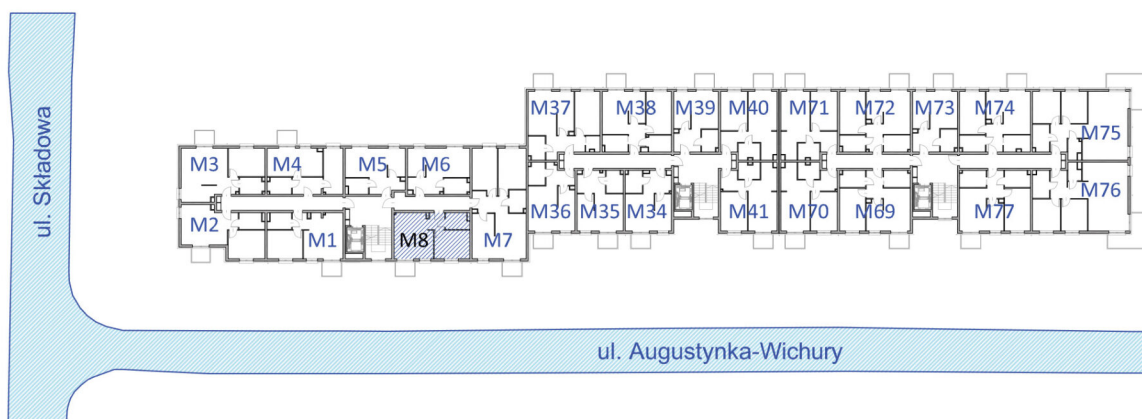 ul. Składowa
M37
M38
M39
M40
M71
M72
M73
M74
M75
M3
M4
M5
M6
M76
M2
M1
M8
M7
M36
M35
M34
M41
M70
M69
M77
ul. Augustynka-Wichury